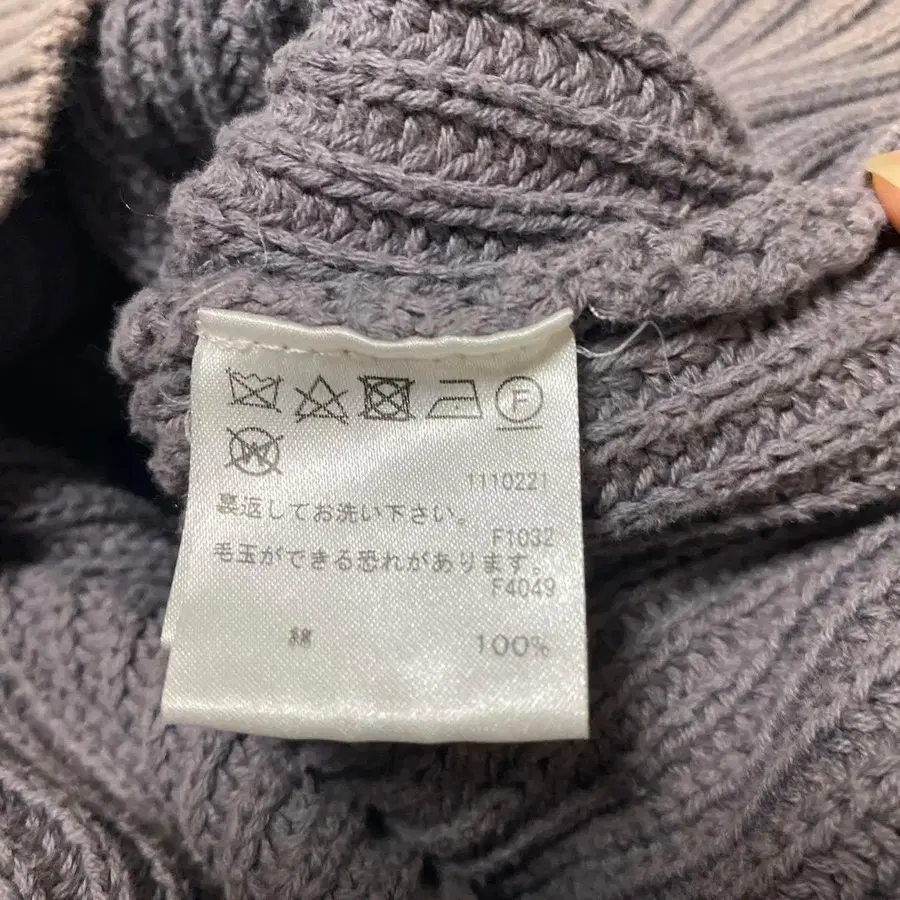 F
W
1110221
裏返してお洗い下さい。
F1032
毛玉ができる恐れがあります。
F4049
綿 100%